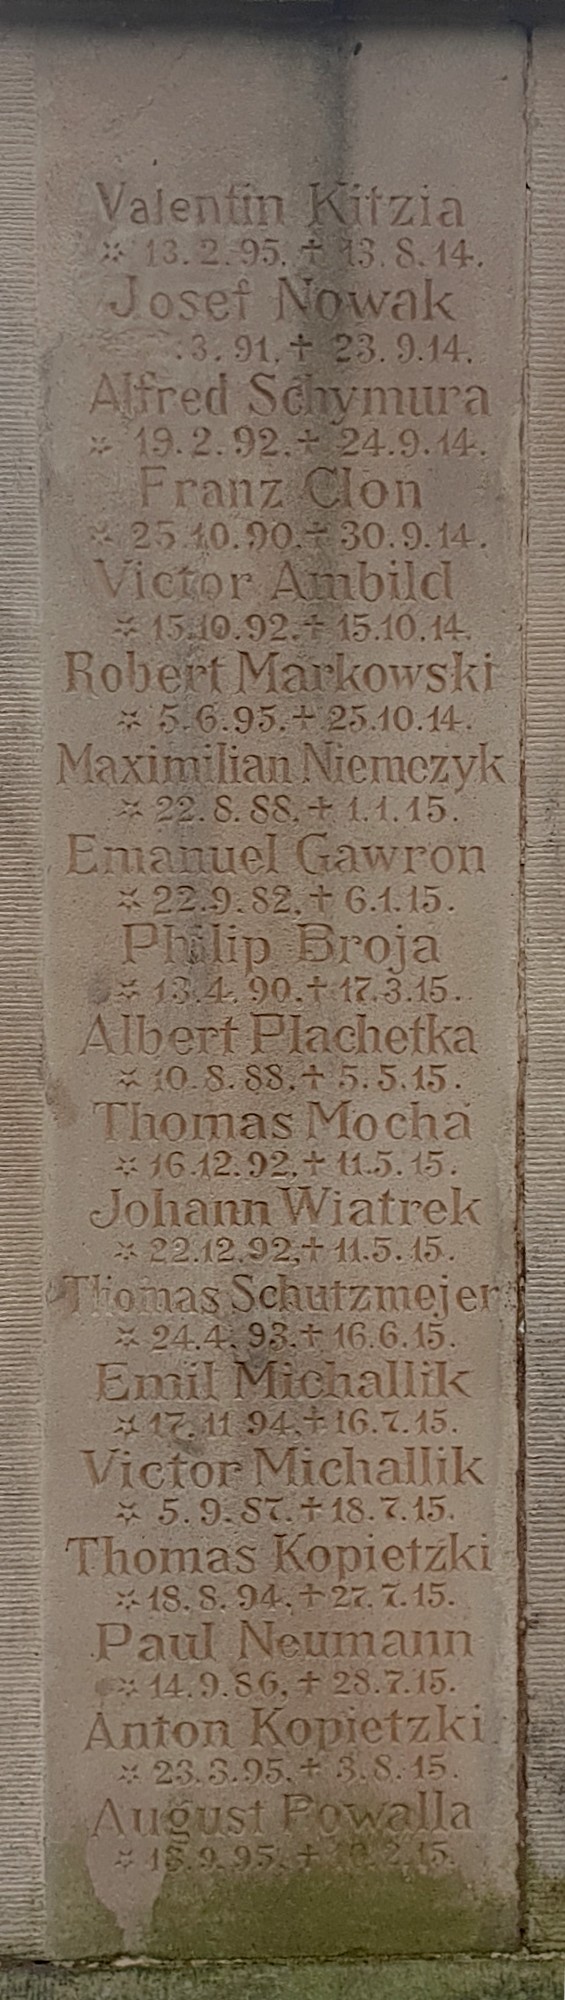 Valentin Kitzia
* 13.2.95. † 13.8.14.
Josef Nowak
.3.91. † 23.9.14.
Alfred Schymura
* 19.2.92. † 24.9.14.
Franz Clon
* 25.10.90. † 30.9.14.
Victor Ambild
* 15.10.92. † 15.10.14.
Robert Markowski
* 5.6.95. † 25.10.14.
Maximilian Niemczyk
* 22.8.88. † 1.1.15.
Emanuel Gawron
* 22.9.82. † 6.1.15.
Philip Broja
* 13.4.90. † 17.3.15.
Albert Plachetka
* 10.8.88. † 5.5.15.
Thomas Mocha
* 16.12.92. † 11.5.15.
Johann Wiatrek
* 22.12.92. † 11.5.15.
Thomas Schutzmejer
* 24.4.93. † 16.6.15.
Emil Michallik
* 17.11 94. † 16.7.15.
Victor Michallik
* 5.9.87. † 18.7.15.
Thomas Kopietzki
* 18.8.94. † 27.7.15.
Paul Neumann
* 14.9.86. † 28.7.15.
Anton Kopietzki
* 23.3.95. † 3.8.15.
August Powalla
* 18.9.95. †